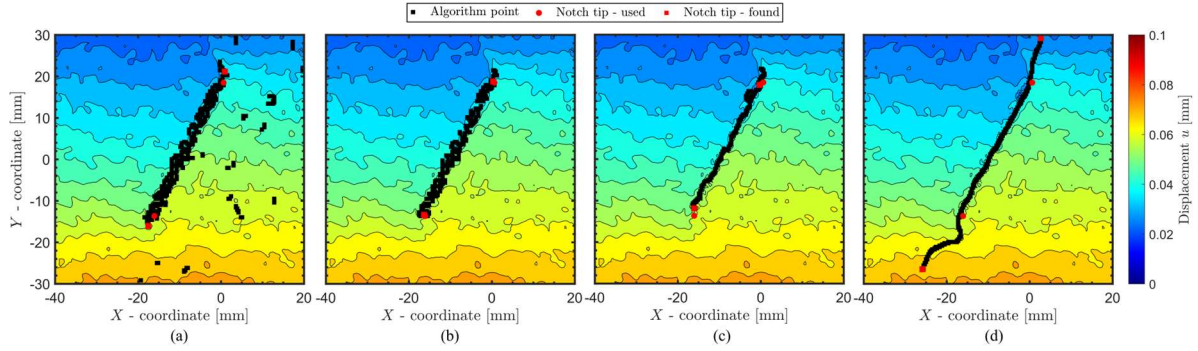 Algorithm point Notch tip - used Notch tip - found
30 20 10 0 -10 -20 -30
Y - coordinate [mm]
-40 -20 0 20
-40 -20 0 20
-40 -20 0 20
-40 -20 0 20
X - coordinate [mm] X - coordinate [mm] X - coordinate [mm] X - coordinate [mm]
(a) (b) (c) (d)
0.1
0.08
0.06
0.04
0.02
0
Displacement u [mm]